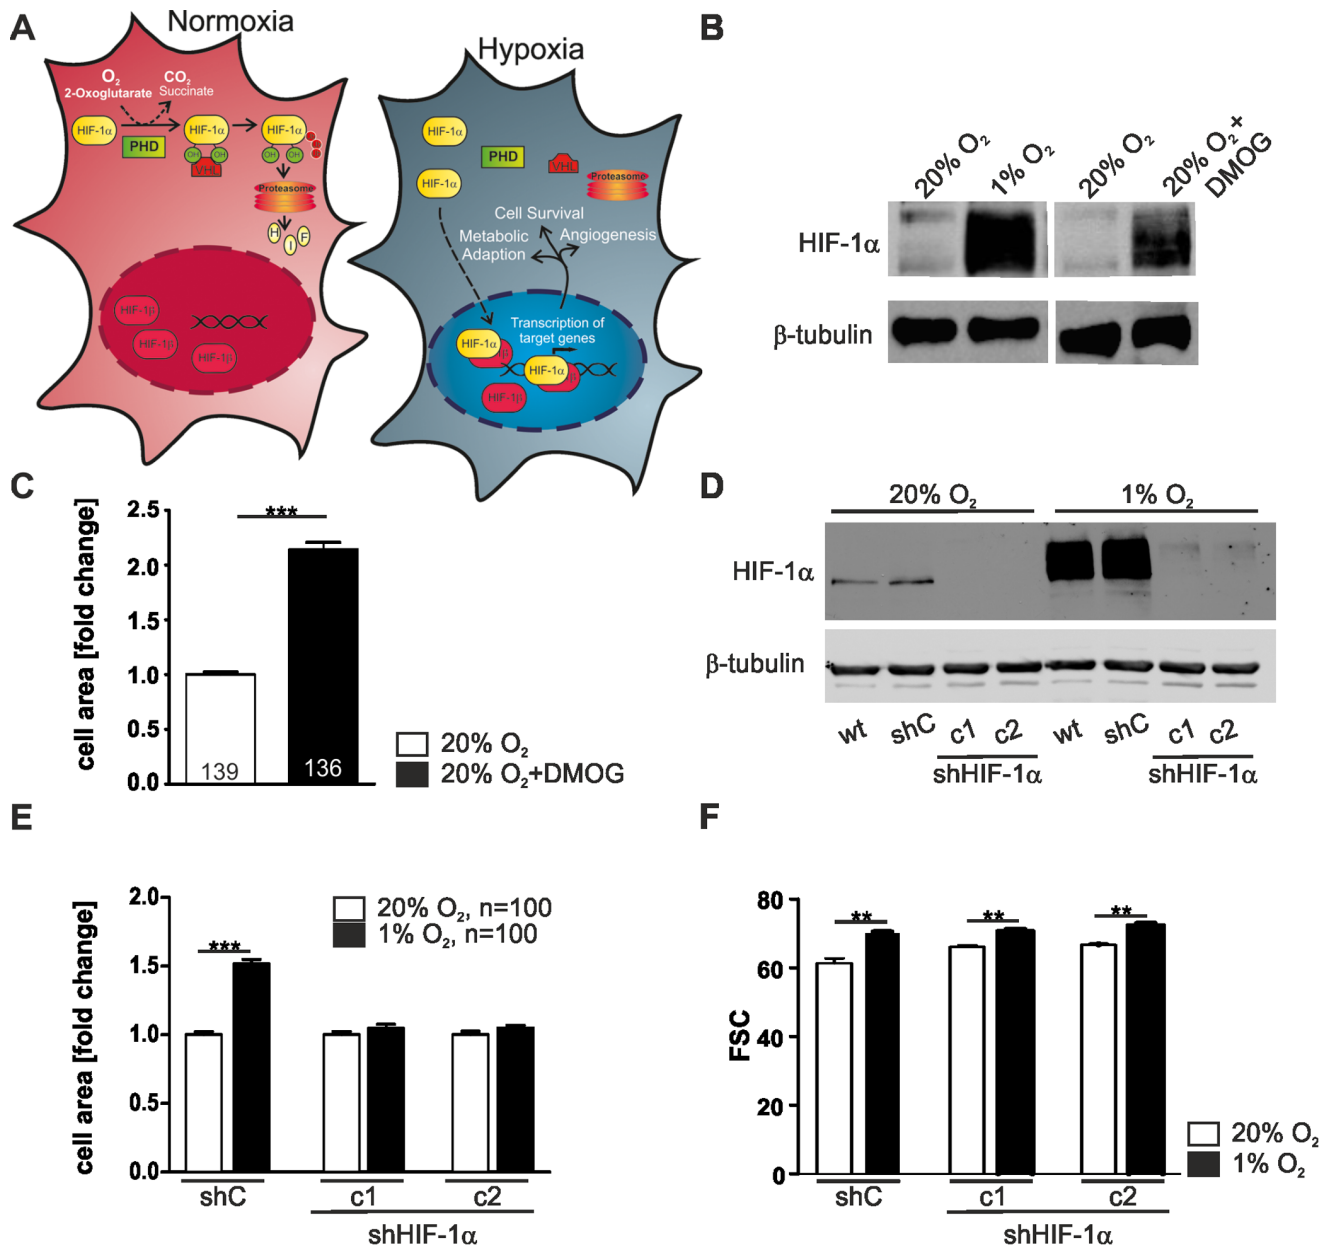 A
Normoxia
O2
2-Oxoglutarate
CO2
Succinate
HIF-1α
HIF-1α
HIF-1α
PHD
OH
OH
VHL
OH
OH
Proteasome
H
I
F
HIF-1β
HIF-1β
HIF-1β
Hypoxia
HIF-1α
HIF-1α
PHD
VHL
Proteasome
Cell Survival
Metabolic
Adaption
Angiogenesis
Transcription of
target genes
HIF-1α
β
HIF-1α
β
HIF-1β
B
20% O2
1% O2
20% O2
20% O2+
DMOG
HIF-1α
β-tubulin
C
cell area [fold change]
2.5
2.0
1.5
1.0
0.5
0.0
***
139
136
20% O2
20% O2+DMOG
D
20% O2
1% O2
HIF-1α
β-tubulin
wt
shC
c1
c2
wt
shC
c1
c2
shHIF-1α
shHIF-1α
E
cell area [fold change]
2.0
1.5
1.0
0.5
0.0
***
20% O2, n=100
1% O2, n=100
shC
c1
c2
shHIF-1α
F
FSC
80
60
40
20
0
**
**
**
20% O2
1% O2
shC
c1
c2
shHIF-1α